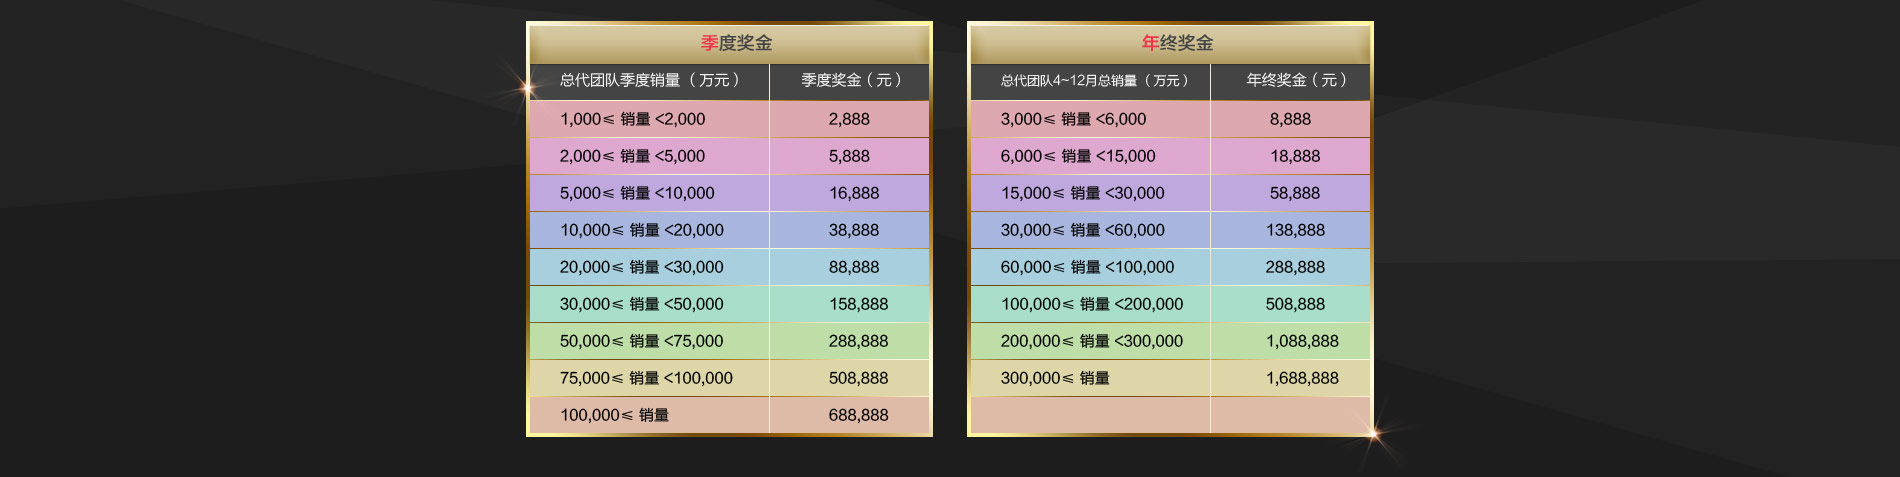 季度奖金
总代团队季度销量（万元） 季度奖金（元）
1,000≤ 销量 <2,000 2,888
2,000≤ 销量 <5,000 5,888
5,000≤ 销量 <10,000 16,888
10,000≤ 销量 <20,000 38,888
20,000≤ 销量 <30,000 88,888
30,000≤ 销量 <50,000 158,888
50,000≤ 销量 <75,000 288,888
75,000≤ 销量 <100,000 508,888
100,000≤ 销量 688,888
年终奖金
总代团队4~12月总销量（万元） 年终奖金（元）
3,000≤ 销量 <6,000 8,888
6,000≤ 销量 <15,000 18,888
15,000≤ 销量 <30,000 58,888
30,000≤ 销量 <60,000 138,888
60,000≤ 销量 <100,000 288,888
100,000≤ 销量 <200,000 508,888
200,000≤ 销量 <300,000 1,088,888
300,000≤ 销量 1,688,888